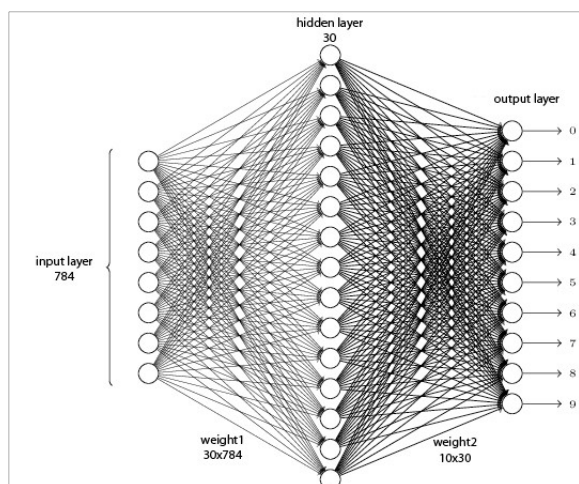 hidden layer
30
output layer
0
1
2
3
4
5
6
7
8
9
input layer
784
weight1
30x784
weight2
10x30